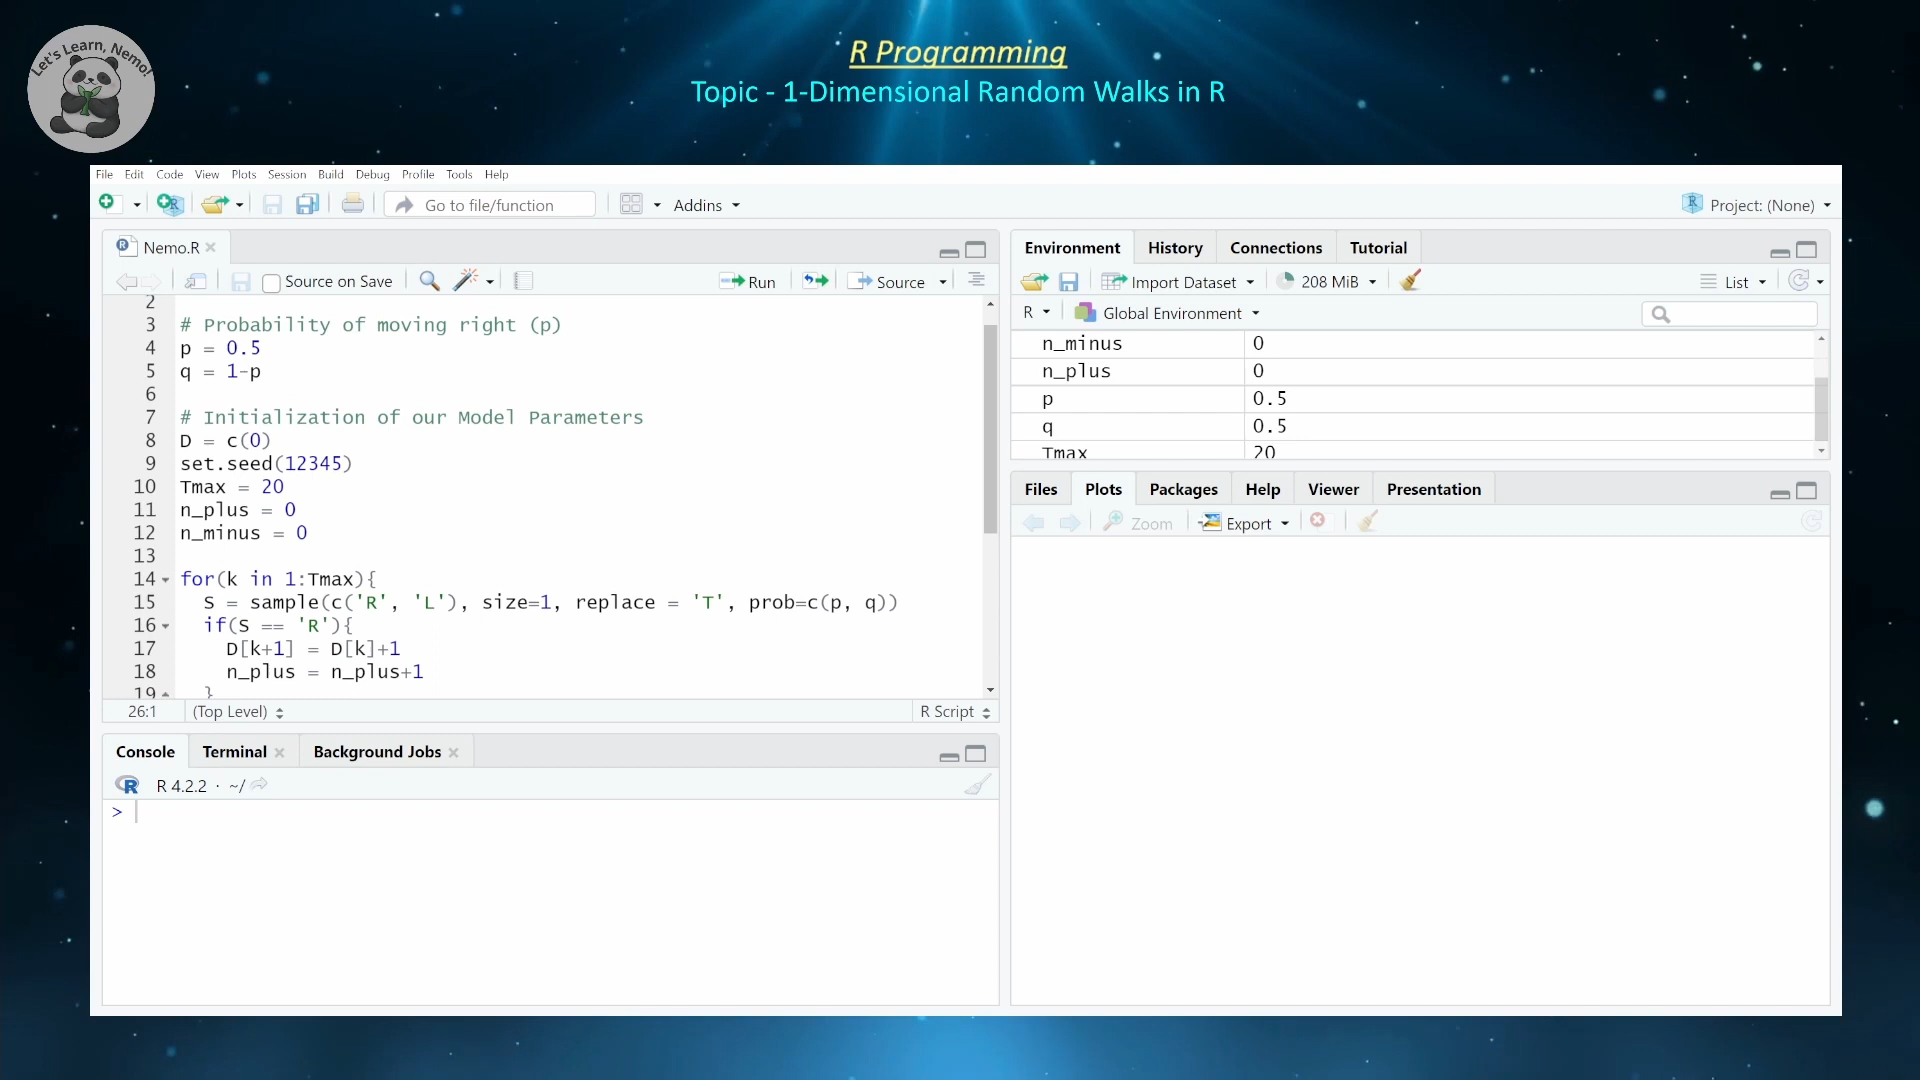 Let's Learn, Nemo!
R Programming
Topic - 1-Dimensional Random Walks in R
File Edit Code View Plots Session Build Debug Profile Tools Help
Go to file/function Addins Project: (None)
Nemo.R
Source on Save Run Source
2
3 # Probability of moving right (p)
4 p = 0.5
5 q = 1-p
6
7 # Initialization of our Model Parameters
8 D = c(0)
9 set.seed(12345)
10 Tmax = 20
11 n_plus = 0
12 n_minus = 0
13
14 for(k in 1:Tmax){
15 S = sample(c('R', 'L'), size=1, replace = 'T', prob=c(p, q))
16 if(S == 'R'){
17 D[k+1] = D[k]+1
18 n_plus = n_plus+1
19 }
26:1 (Top Level) R Script
Console Terminal Background Jobs
R 4.2.2 · ~/
>
Environment History Connections Tutorial
Import Dataset 208 MiB List
R Global Environment
n_minus 0
n_plus 0
p 0.5
q 0.5
Tmax 20
Files Plots Packages Help Viewer Presentation
Zoom Export